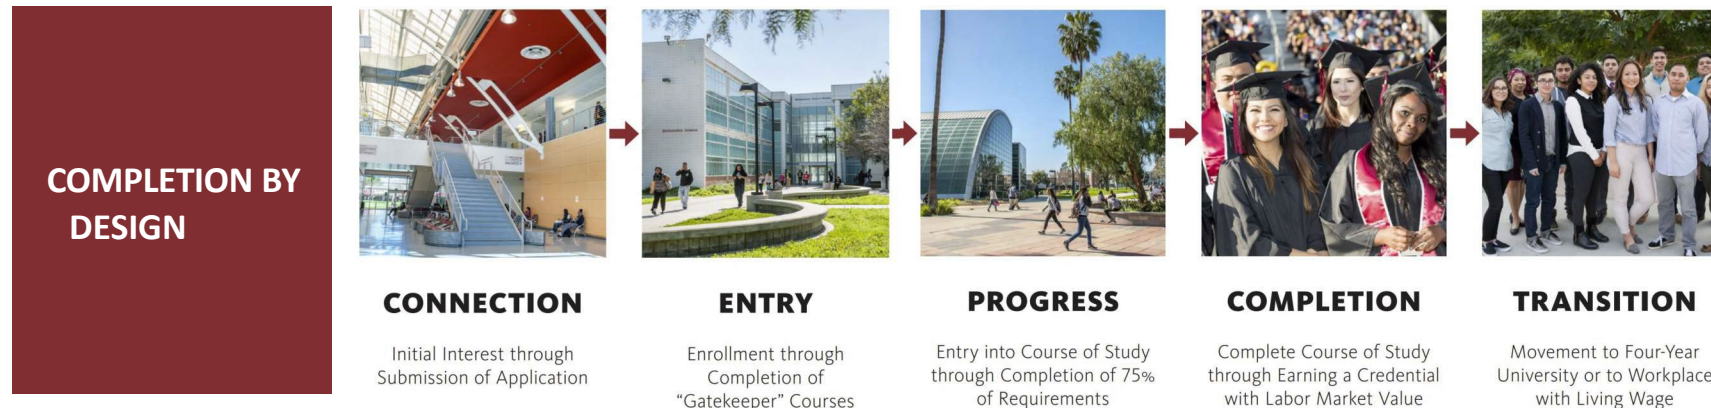 COMPLETION BY
DESIGN
CONNECTION
Initial Interest through
Submission of Application
ENTRY
Enrollment through
Completion of
“Gatekeeper” Courses
PROGRESS
Entry into Course of Study
through Completion of 75%
of Requirements
COMPLETION
Complete Course of Study
through Earning a Credential
with Labor Market Value
TRANSITION
Movement to Four-Year
University or to Workplace
with Living Wage